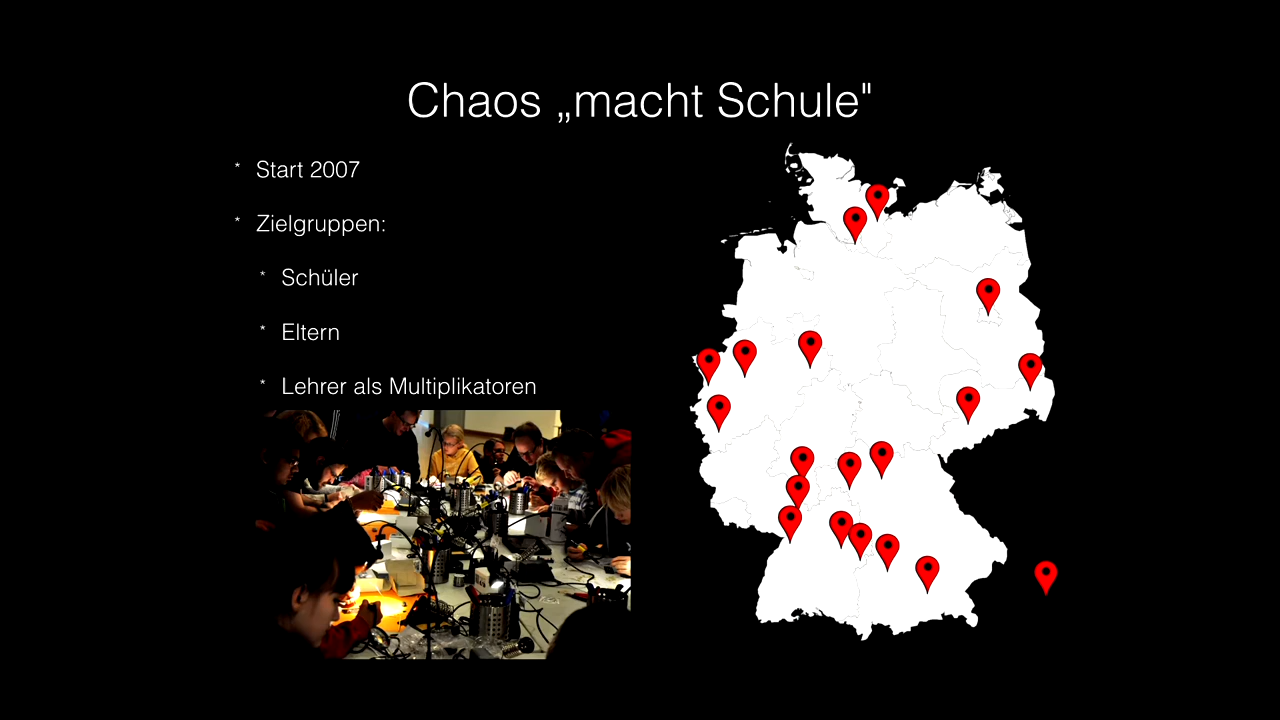 Chaos „macht Schule"
* Start 2007
* Zielgruppen:
* Schüler
* Eltern
* Lehrer als Multiplikatoren